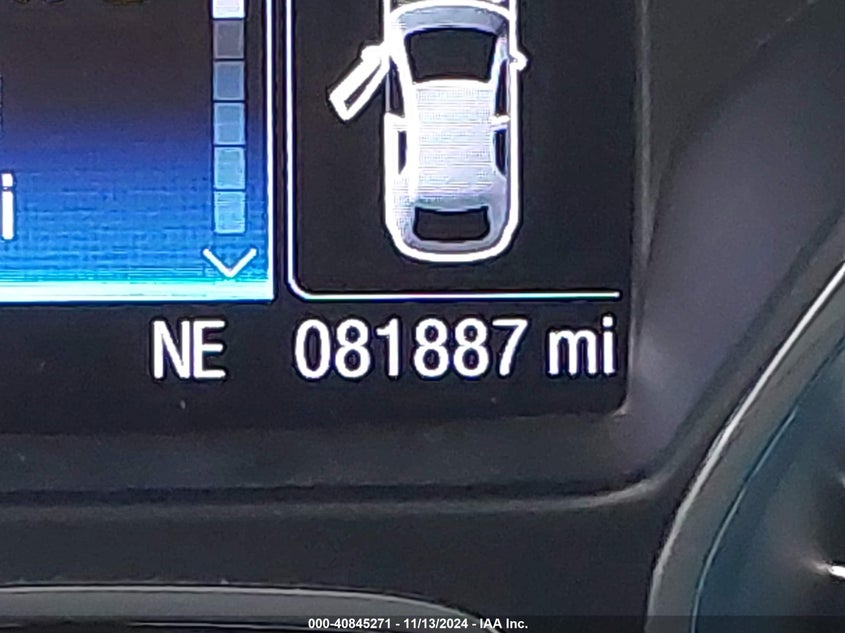 i
NE 081887 mi
000-40845271 - 11/13/2024 - IAA Inc.